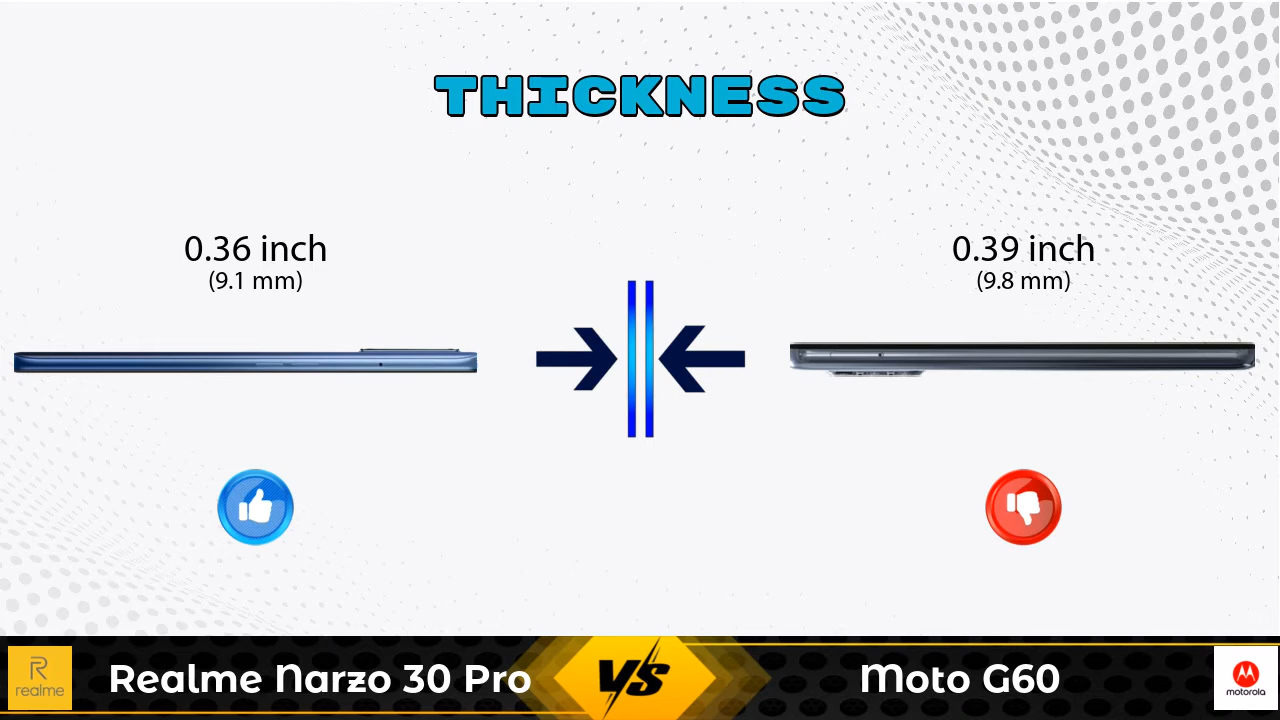 THICKNESS
0.36 inch
(9.1 mm)
0.39 inch
(9.8 mm)
R
realme
Realme Narzo 30 Pro
VS
Moto G60
motorola